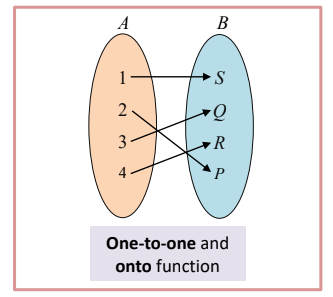 A B
1 S
2 Q
3 R
4 P
One-to-one and
onto function